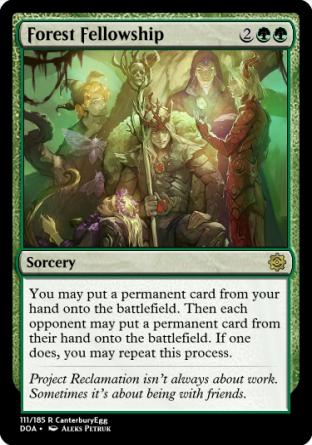 Forest Fellowship 2
Sorcery
You may put a permanent card from your
hand onto the battlefield. Then each
opponent may put a permanent card from
their hand onto the battlefield. If one
does, you may repeat this process.
Project Reclamation isn't always about work.
Sometimes it's about being with friends.
111/185 R CanterburyEgg
DOA • Aleks Petruk